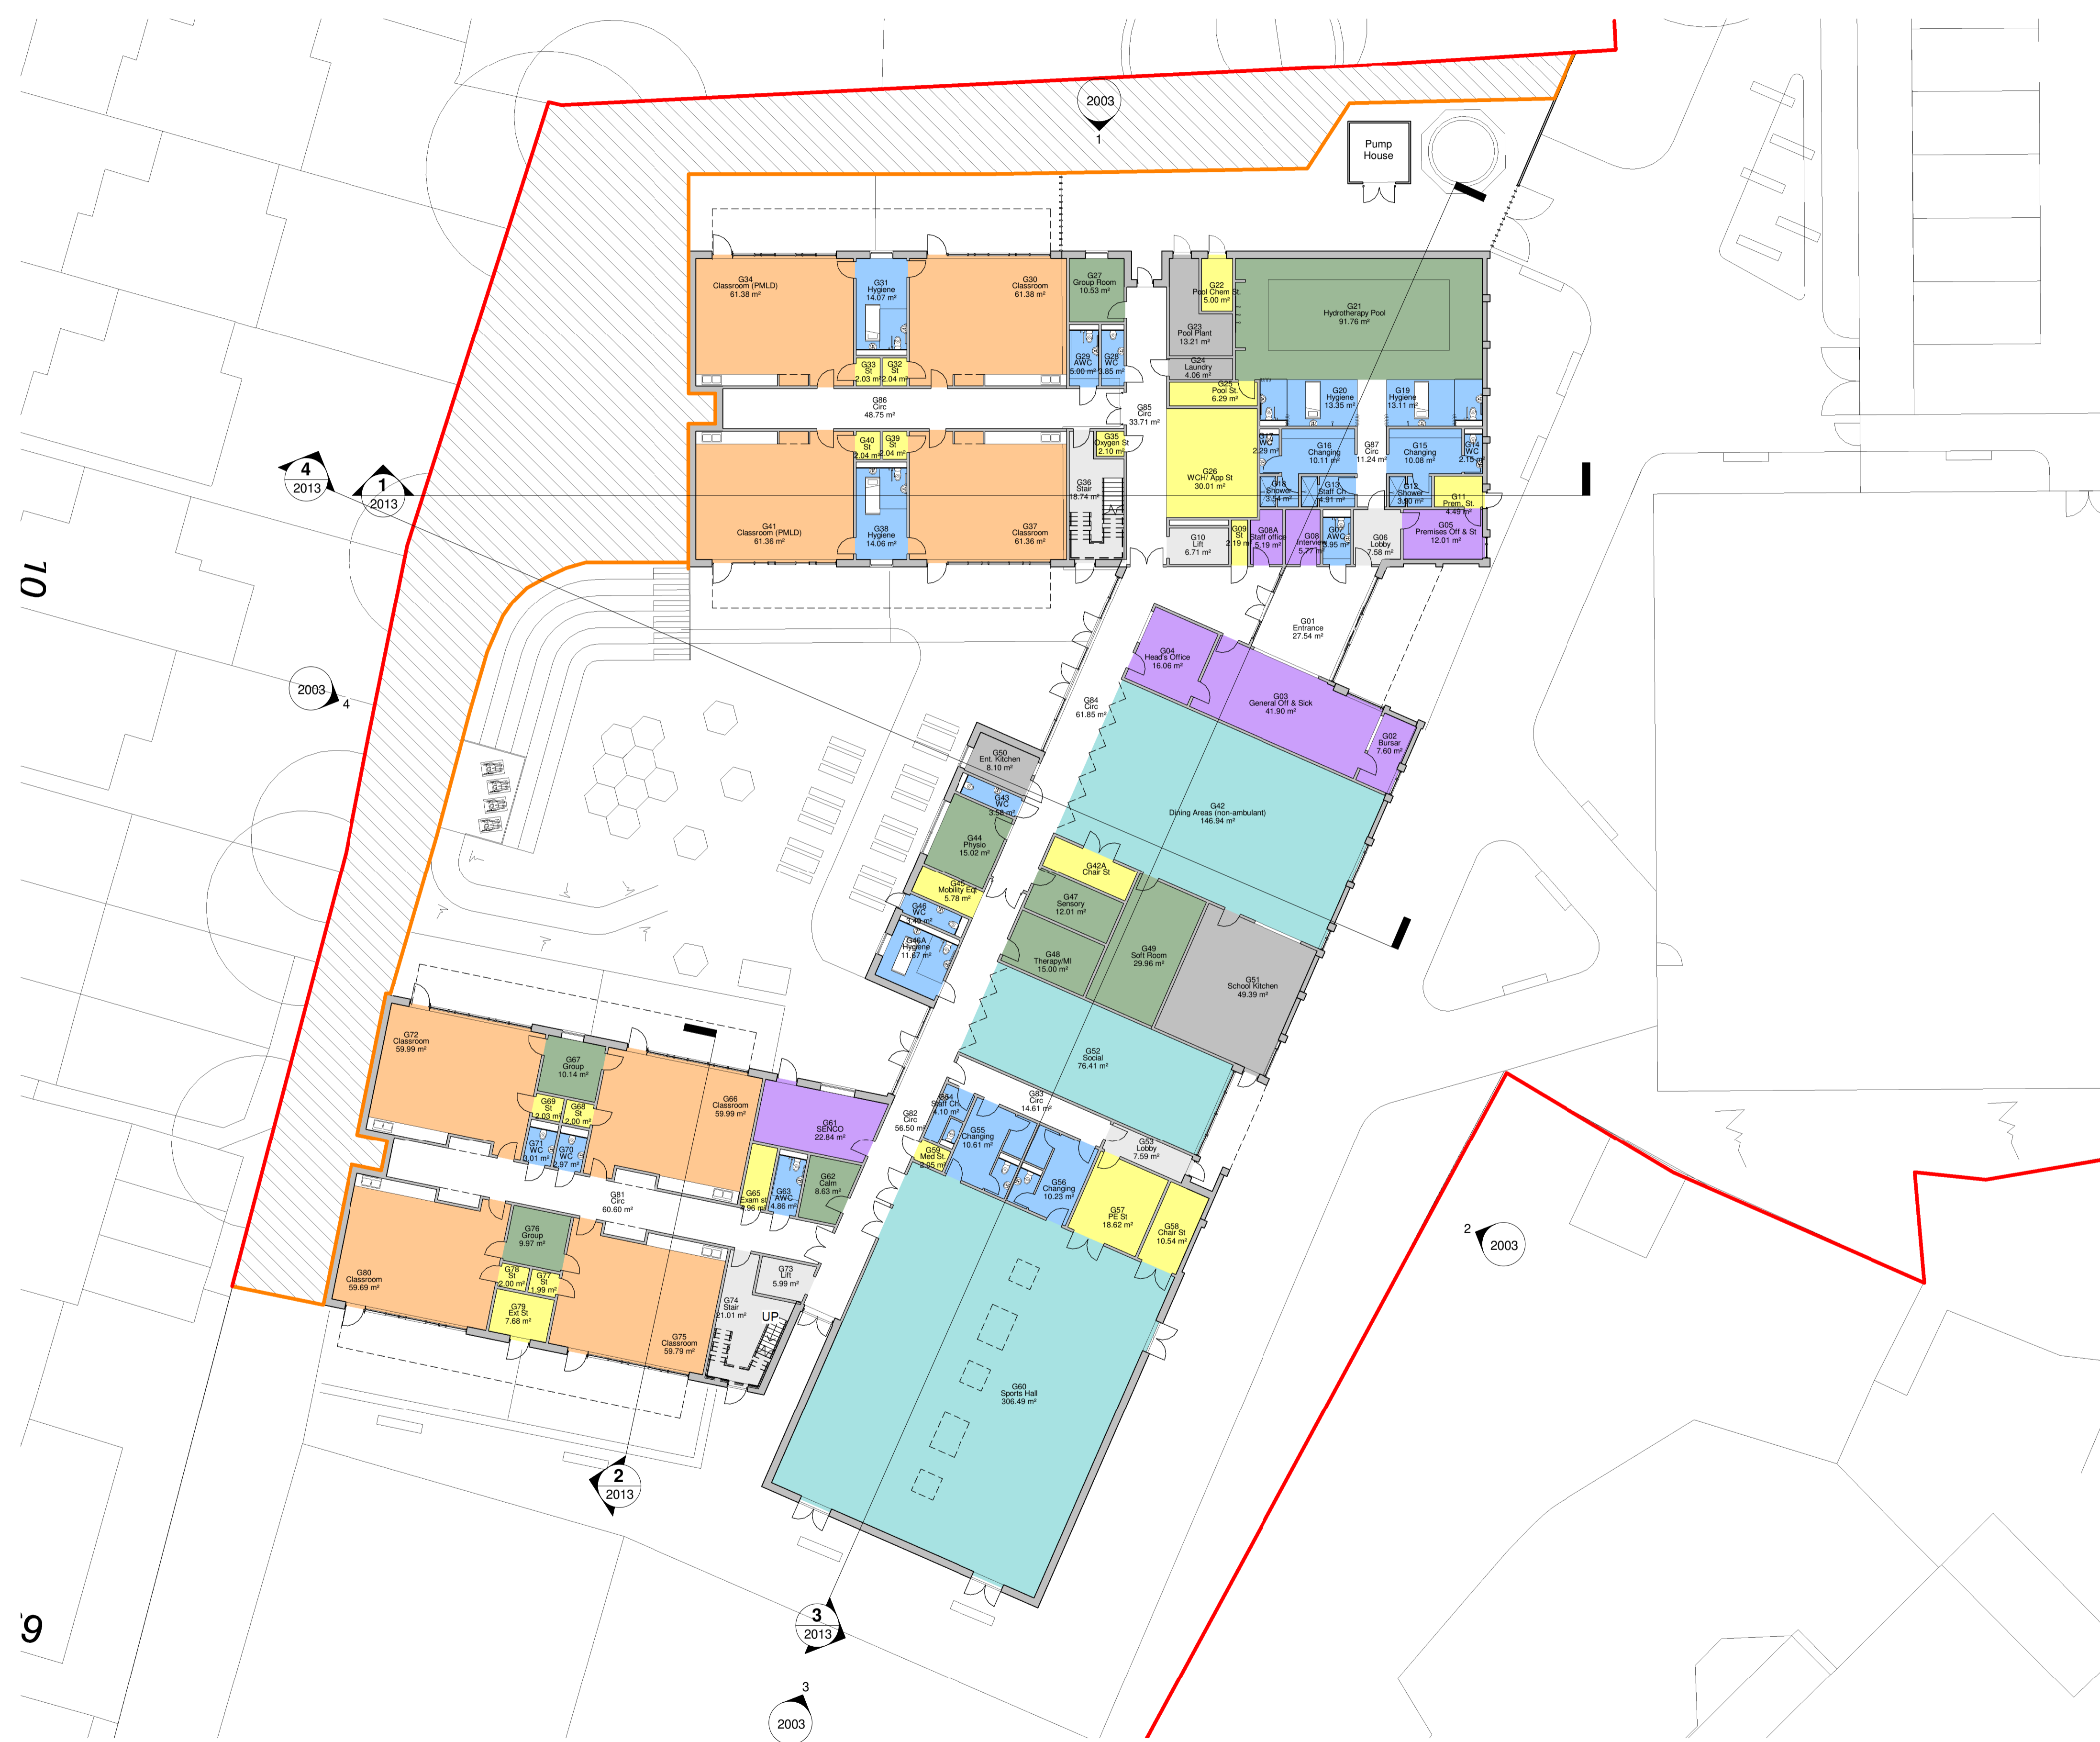 2003
1
Pump
House
G34
Classroom (PMLD)
61.38 m²
G31
Hygiene
14.07 m²
G30
Classroom
61.38 m²
G27
Group Room
10.53 m²
G22
Pool Chem St.
5.00 m²
G21
Hydrotherapy Pool
91.76 m²
G23
Pool Plant
13.21 m²
G33
St
2.03 m²
G32
St
2.04 m²
G29
AWC
5.00 m²
G28
WC
3.85 m²
G24
Laundry
4.06 m²
G25
Pool St.
6.29 m²
G20
Hygiene
13.35 m²
G19
Hygiene
13.11 m²
G86
Circ
48.75 m²
G85
Circ
33.71 m²
G40
St
2.04 m²
G39
St
2.04 m²
G35
Oxygen St
2.10 m²
G17
WC
2.29 m²
G16
Changing
10.11 m²
G87
Circ
11.24 m²
G15
Changing
10.08 m²
G14
WC
2.15 m²
4
2013
1
2013
G26
WCH/ App St
30.01 m²
G36
Stair
18.74 m²
G18
Shower
3.54 m²
G13
Staff Ch
4.91 m²
G12
Shower
G11
Prem. St.
4.49 m²
G41
Classroom (PMLD)
61.36 m²
G38
Hygiene
14.06 m²
G37
Classroom
61.36 m²
G10
Lift
6.71 m²
G09
St
2.19 m²
G08A
Staff office
5.19 m²
G08
Interview
5.77 m²
G07
AWC
3.95 m²
G06
Lobby
7.58 m²
G05
Premises Off & St
12.01 m²
10
G01
Entrance
27.54 m²
G04
Head's Office
16.06 m²
2003
4
G84
Circ
61.85 m²
G03
General Off & Sick
41.90 m²
G02
Bursar
7.60 m²
G50
Ent. Kitchen
8.10 m²
G43
WC
3.58 m²
G42
Dining Areas (non-ambulant)
146.94 m²
G44
Physio
15.02 m²
G42A
Chair St
G45
Mobility Eqt
5.78 m²
G47
Sensory
12.01 m²
G46
WC
3.49 m²
G46A
Hygiene
11.67 m²
G48
Therapy/MI
15.00 m²
G49
Soft Room
29.96 m²
G51
School Kitchen
49.39 m²
G72
Classroom
59.99 m²
G67
Group
10.14 m²
G52
Social
76.41 m²
G69
St
2.03 m²
G68
St
2.00 m²
G66
Classroom
59.99 m²
G54
Staff Ch.
4.10 m²
G83
Circ
14.61 m²
G61
SENCO
22.84 m²
G82
Circ
56.50 m²
G55
Changing
10.61 m²
G53
Lobby
7.59 m²
G71
WC
3.01 m²
G70
WC
2.97 m²
G59
Med St.
2.05 m²
G62
Calm
8.63 m²
G65
Exam st
4.96 m²
G63
AWC
4.86 m²
G56
Changing
10.23 m²
G81
Circ
60.60 m²
G57
PE St
18.62 m²
G58
Chair St
10.54 m²
G76
Group
9.97 m²
2
2003
G80
Classroom
59.69 m²
G78
St
2.00 m²
G77
St
1.99 m²
G73
Lift
5.99 m²
G79
Ext St
7.68 m²
G74
Stair
21.01 m²
UP
G75
Classroom
59.79 m²
G60
Sports Hall
306.49 m²
2
2013
3
2013
3
2003